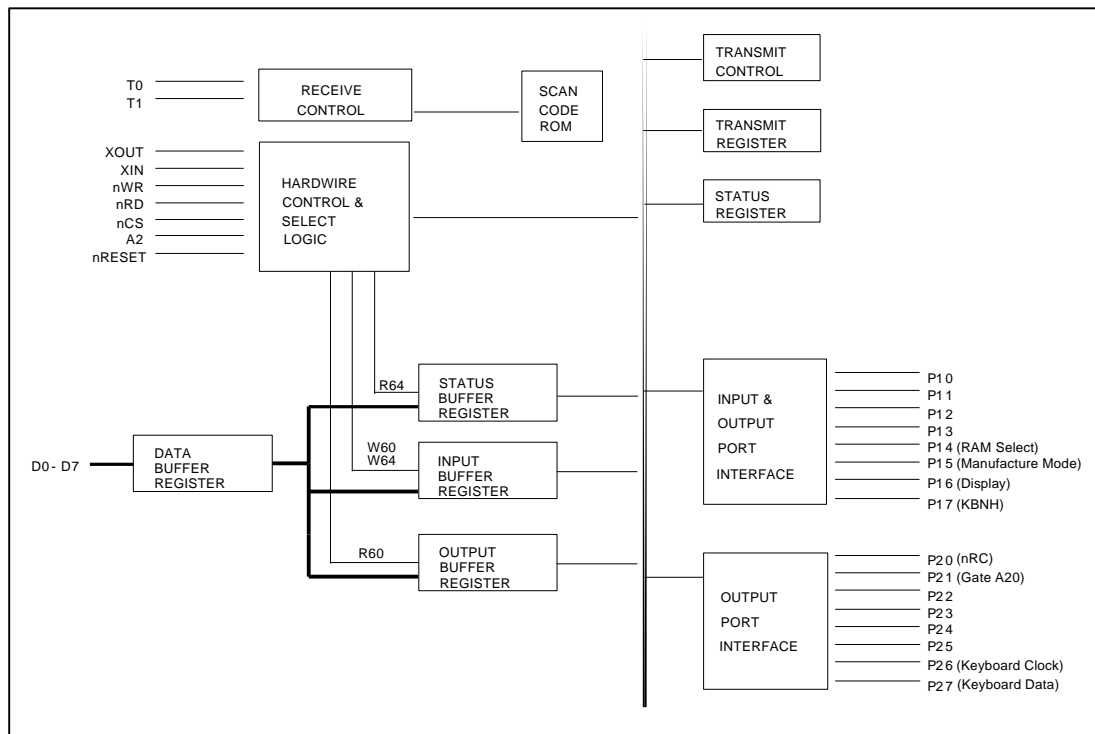 T0
T1
RECEIVE
CONTROL
SCAN
CODE
ROM
TRANSMIT
CONTROL
TRANSMIT
REGISTER
STATUS
REGISTER
XOUT
XIN
nWR
nRD
nCS
A2
nRESET
HARDWIRE
CONTROL &
SELECT
LOGIC
R64
STATUS
BUFFER
REGISTER
D0- D7
DATA
BUFFER
REGISTER
W60
W64
INPUT
BUFFER
REGISTER
R60
OUTPUT
BUFFER
REGISTER
INPUT &
OUTPUT
PORT
INTERFACE
P10
P11
P12
P13
P14 (RAM Select)
P15 (Manufacture Mode)
P16 (Display)
P17 (KBNH)
OUTPUT
PORT
INTERFACE
P20 (nRC)
P21 (Gate A20)
P22
P23
P24
P25
P26 (Keyboard Clock)
P27 (Keyboard Data)